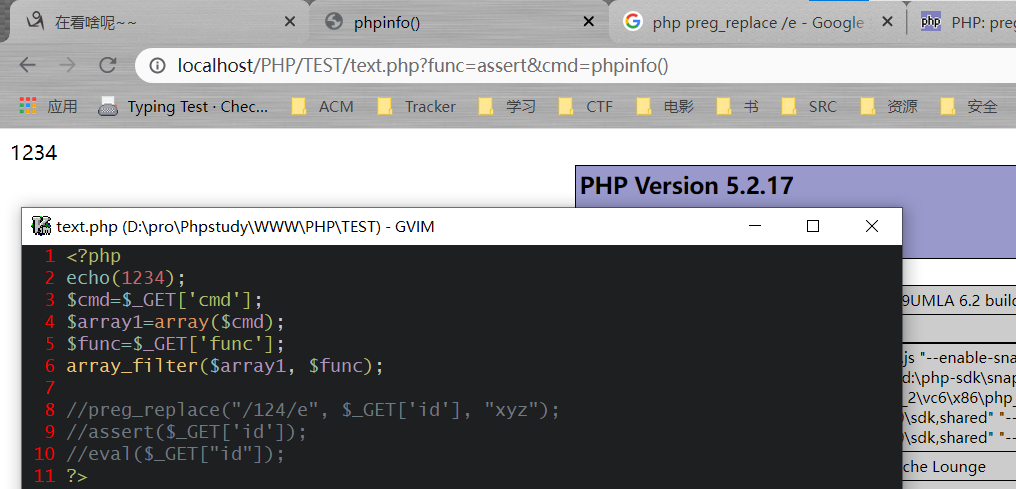 在看啥呢~~
phpinfo()
php preg_replace /e - Google
PHP: preg
localhost/PHP/TEST/text.php?func=assert&cmd=phpinfo()
应用
Typing Test · Chec...
ACM
Tracker
学习
CTF
电影
书
SRC
资源
安全
1234
PHP Version 5.2.17
text.php (D:\pro\Phpstudy\WWW\PHP\TEST) - GVIM
1 <?php
2 echo(1234);
3 $cmd=$_GET['cmd'];
4 $array1=array($cmd);
5 $func=$_GET['func'];
6 array_filter($array1, $func);
7
8 //preg_replace("/124/e", $_GET['id'], "xyz");
9 //assert($_GET['id']);
10 //eval($_GET["id"]);
11 ?>
9UMLA 6.2 build
.js "--enable-sna
d:\php-sdk\snap
_2\vc6\x86\php_
\sdk,shared" "--
\sdk,shared" "--
che Lounge